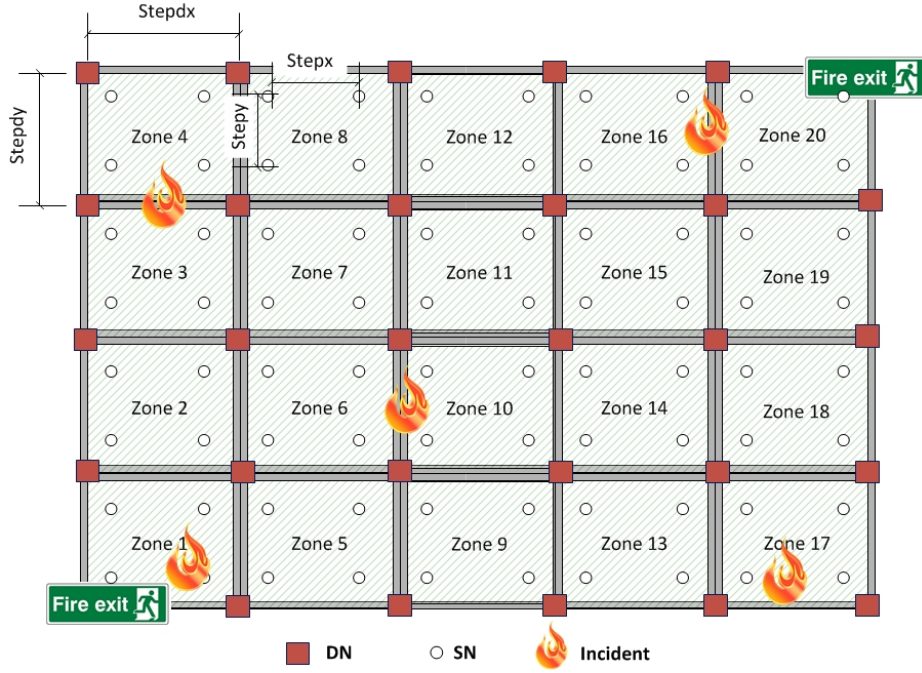 Stepdx
Stepx
Fire exit
Stepdy
Stepy
Zone 4
Zone 8
Zone 12
Zone 16
Zone 20
Zone 3
Zone 7
Zone 11
Zone 15
Zone 19
Zone 2
Zone 6
Zone 10
Zone 14
Zone 18
Zone 1
Zone 5
Zone 9
Zone 13
Zone 17
Fire exit
DN
SN
Incident